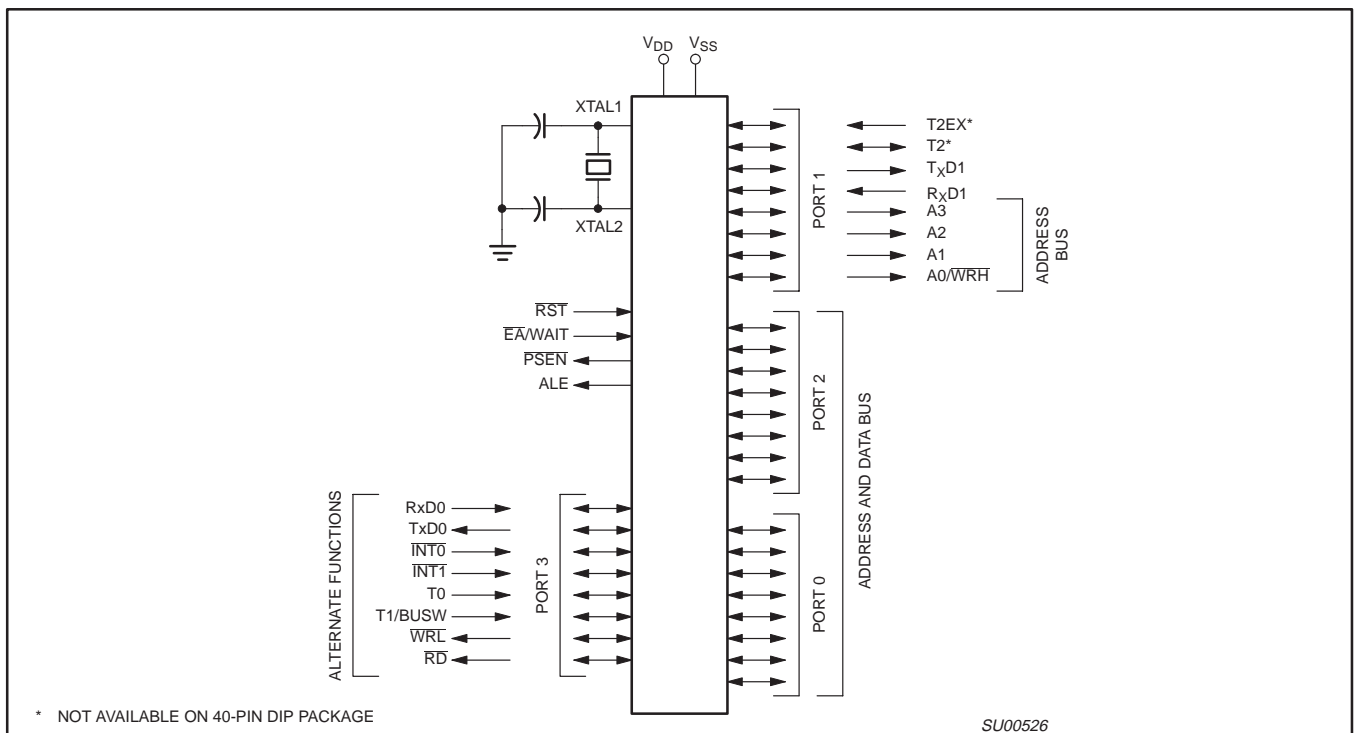 VDD VSS
XTAL1
XTAL2
RST
EA/WAIT
PSEN
ALE
PORT 1
T2EX*
T2*
TXD1
RXD1
A3
A2
A1
A0/WRH
ADDRESS
BUS
PORT 2
PORT 0
ADDRESS AND DATA BUS
ALTERNATE FUNCTIONS
RxD0
TxD0
INT0
INT1
T0
T1/BUSW
WRL
RD
PORT 3
* NOT AVAILABLE ON 40-PIN DIP PACKAGE
SU00526